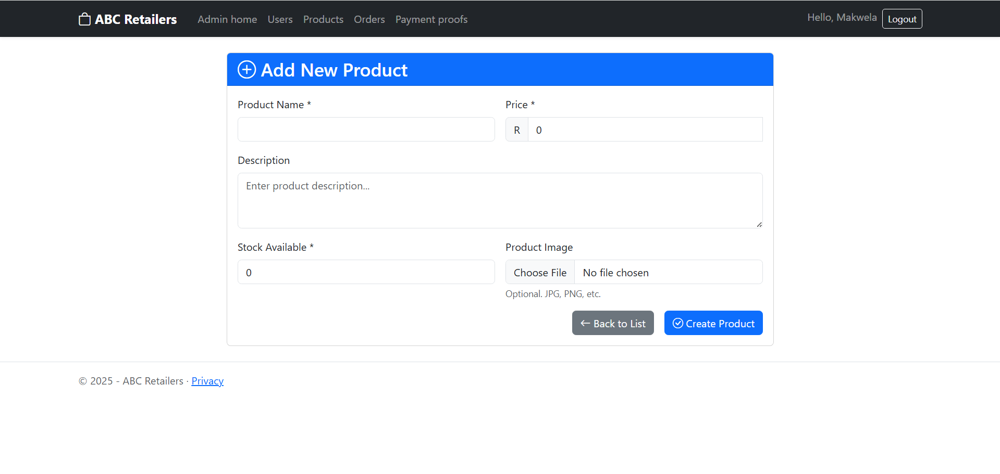 ABC Retailers Admin home Users Products Orders Payment proofs Hello, Makwela Logout
Add New Product
Product Name * Price *
R 0
Description
Enter product description...
Stock Available * Product Image
0 Choose File No file chosen
Optional. JPG, PNG, etc.
Back to List Create Product
© 2025 - ABC Retailers · Privacy